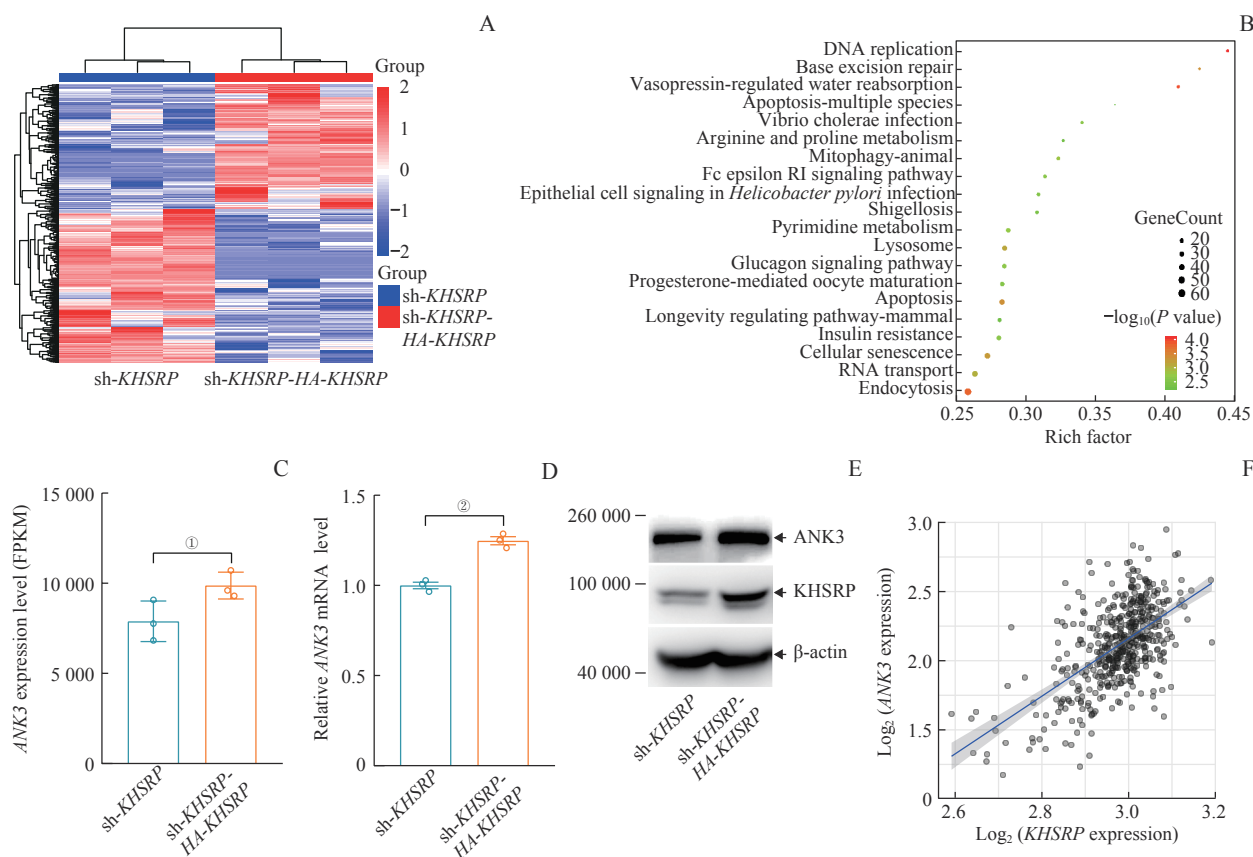 A
Group
2
1
0
−1
−2
Group
sh-KHSRP
sh-KHSRP-
HA-KHSRP
sh-KHSRP
sh-KHSRP-HA-KHSRP
B
DNA replication
Base excision repair
Vasopressin-regulated water reabsorption
Apoptosis-multiple species
Vibrio cholerae infection
Arginine and proline metabolism
Mitophagy-animal
Fc epsilon RI signaling pathway
Epithelial cell signaling in Helicobacter pylori infection
Shigellosis
Pyrimidine metabolism
Lysosome
Glucagon signaling pathway
Progesterone-mediated oocyte maturation
Apoptosis
Longevity regulating pathway-mammal
Insulin resistance
Cellular senescence
RNA transport
Endocytosis
GeneCount
20
30
40
50
60
−log10(P value)
4.0
3.5
3.0
2.5
0.25 0.30 0.35 0.40 0.45
Rich factor
C
ANK3 expression level (FPKM)
15 000
10 000
5 000
0
①
sh-KHSRP
sh-KHSRP-
HA-KHSRP
D
Relative ANK3 mRNA level
1.5
1.0
0.5
0
②
sh-KHSRP
sh-KHSRP-
HA-KHSRP
E
260 000
100 000
40 000
ANK3
KHSRP
β-actin
sh-KHSRP
sh-KHSRP-
HA-KHSRP
F
Log2 (ANK3 expression)
3.0
2.5
2.0
2.1
1.5
1.2
0
2.6 2.8 3.0 3.2
Log2 (KHSRP expression)